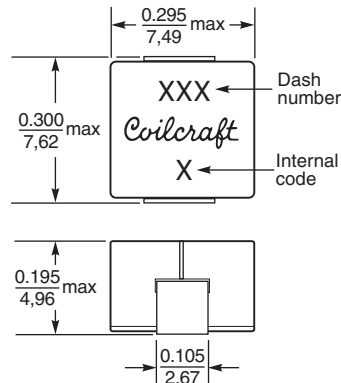 0.295
7,49 max
XXX
Dash
number
0.300
7,62 max
Coilcraft
X
Internal
code
0.195
4,96 max
0.105
2,67